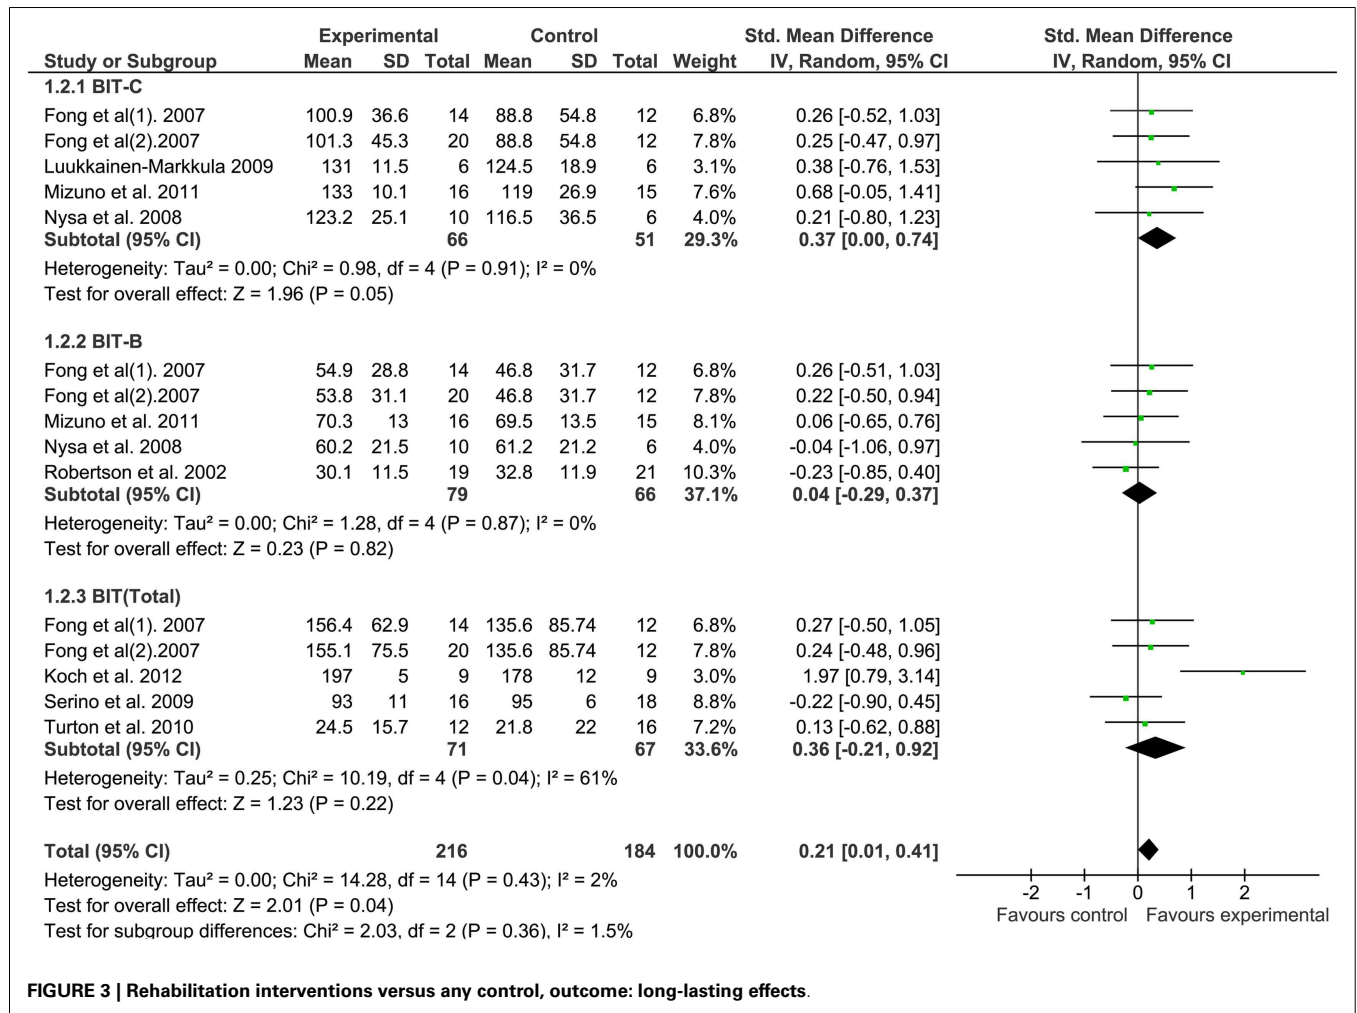 Experimental Control Std. Mean Difference Std. Mean Difference
Study or Subgroup Mean SD Total Mean SD Total Weight IV, Random, 95% CI IV, Random, 95% CI
1.2.1 BIT-C
Fong et al(1). 2007 100.9 36.6 14 88.8 54.8 12 6.8% 0.26 [-0.52, 1.03]
Fong et al(2).2007 101.3 45.3 20 88.8 54.8 12 7.8% 0.25 [-0.47, 0.97]
Luukkainen-Markkula 2009 131 11.5 6 124.5 18.9 6 3.1% 0.38 [-0.76, 1.53]
Mizuno et al. 2011 133 10.1 16 119 26.9 15 7.6% 0.68 [-0.05, 1.41]
Nysa et al. 2008 123.2 25.1 10 116.5 36.5 6 4.0% 0.21 [-0.80, 1.23]
Subtotal (95% CI) 66 51 29.3% 0.37 [0.00, 0.74]
Heterogeneity: Tau² = 0.00; Chi² = 0.98, df = 4 (P = 0.91); I² = 0%
Test for overall effect: Z = 1.96 (P = 0.05)
1.2.2 BIT-B
Fong et al(1). 2007 54.9 28.8 14 46.8 31.7 12 6.8% 0.26 [-0.51, 1.03]
Fong et al(2).2007 53.8 31.1 20 46.8 31.7 12 7.8% 0.22 [-0.50, 0.94]
Mizuno et al. 2011 70.3 13 16 69.5 13.5 15 8.1% 0.06 [-0.65, 0.76]
Nysa et al. 2008 60.2 21.5 10 61.2 21.2 6 4.0% -0.04 [-1.06, 0.97]
Robertson et al. 2002 30.1 11.5 19 32.8 11.9 21 10.3% -0.23 [-0.85, 0.40]
Subtotal (95% CI) 79 66 37.1% 0.04 [-0.29, 0.37]
Heterogeneity: Tau² = 0.00; Chi² = 1.28, df = 4 (P = 0.87); I² = 0%
Test for overall effect: Z = 0.23 (P = 0.82)
1.2.3 BIT(Total)
Fong et al(1). 2007 156.4 62.9 14 135.6 85.74 12 6.8% 0.27 [-0.50, 1.05]
Fong et al(2).2007 155.1 75.5 20 135.6 85.74 12 7.8% 0.24 [-0.48, 0.96]
Koch et al. 2012 197 5 9 178 12 9 3.0% 1.97 [0.79, 3.14]
Serino et al. 2009 93 11 16 95 6 18 8.8% -0.22 [-0.90, 0.45]
Turton et al. 2010 24.5 15.7 12 21.8 22 16 7.2% 0.13 [-0.62, 0.88]
Subtotal (95% CI) 71 67 33.6% 0.36 [-0.21, 0.92]
Heterogeneity: Tau² = 0.25; Chi² = 10.19, df = 4 (P = 0.04); I² = 61%
Test for overall effect: Z = 1.23 (P = 0.22)
Total (95% CI) 216 184 100.0% 0.21 [0.01, 0.41]
Heterogeneity: Tau² = 0.00; Chi² = 14.28, df = 14 (P = 0.43); I² = 2%
Test for overall effect: Z = 2.01 (P = 0.04)
Test for subgroup differences: Chi² = 2.03, df = 2 (P = 0.36), I² = 1.5%
-2 -1 0 1 2
Favours control Favours experimental
FIGURE 3 | Rehabilitation interventions versus any control, outcome: long-lasting effects.